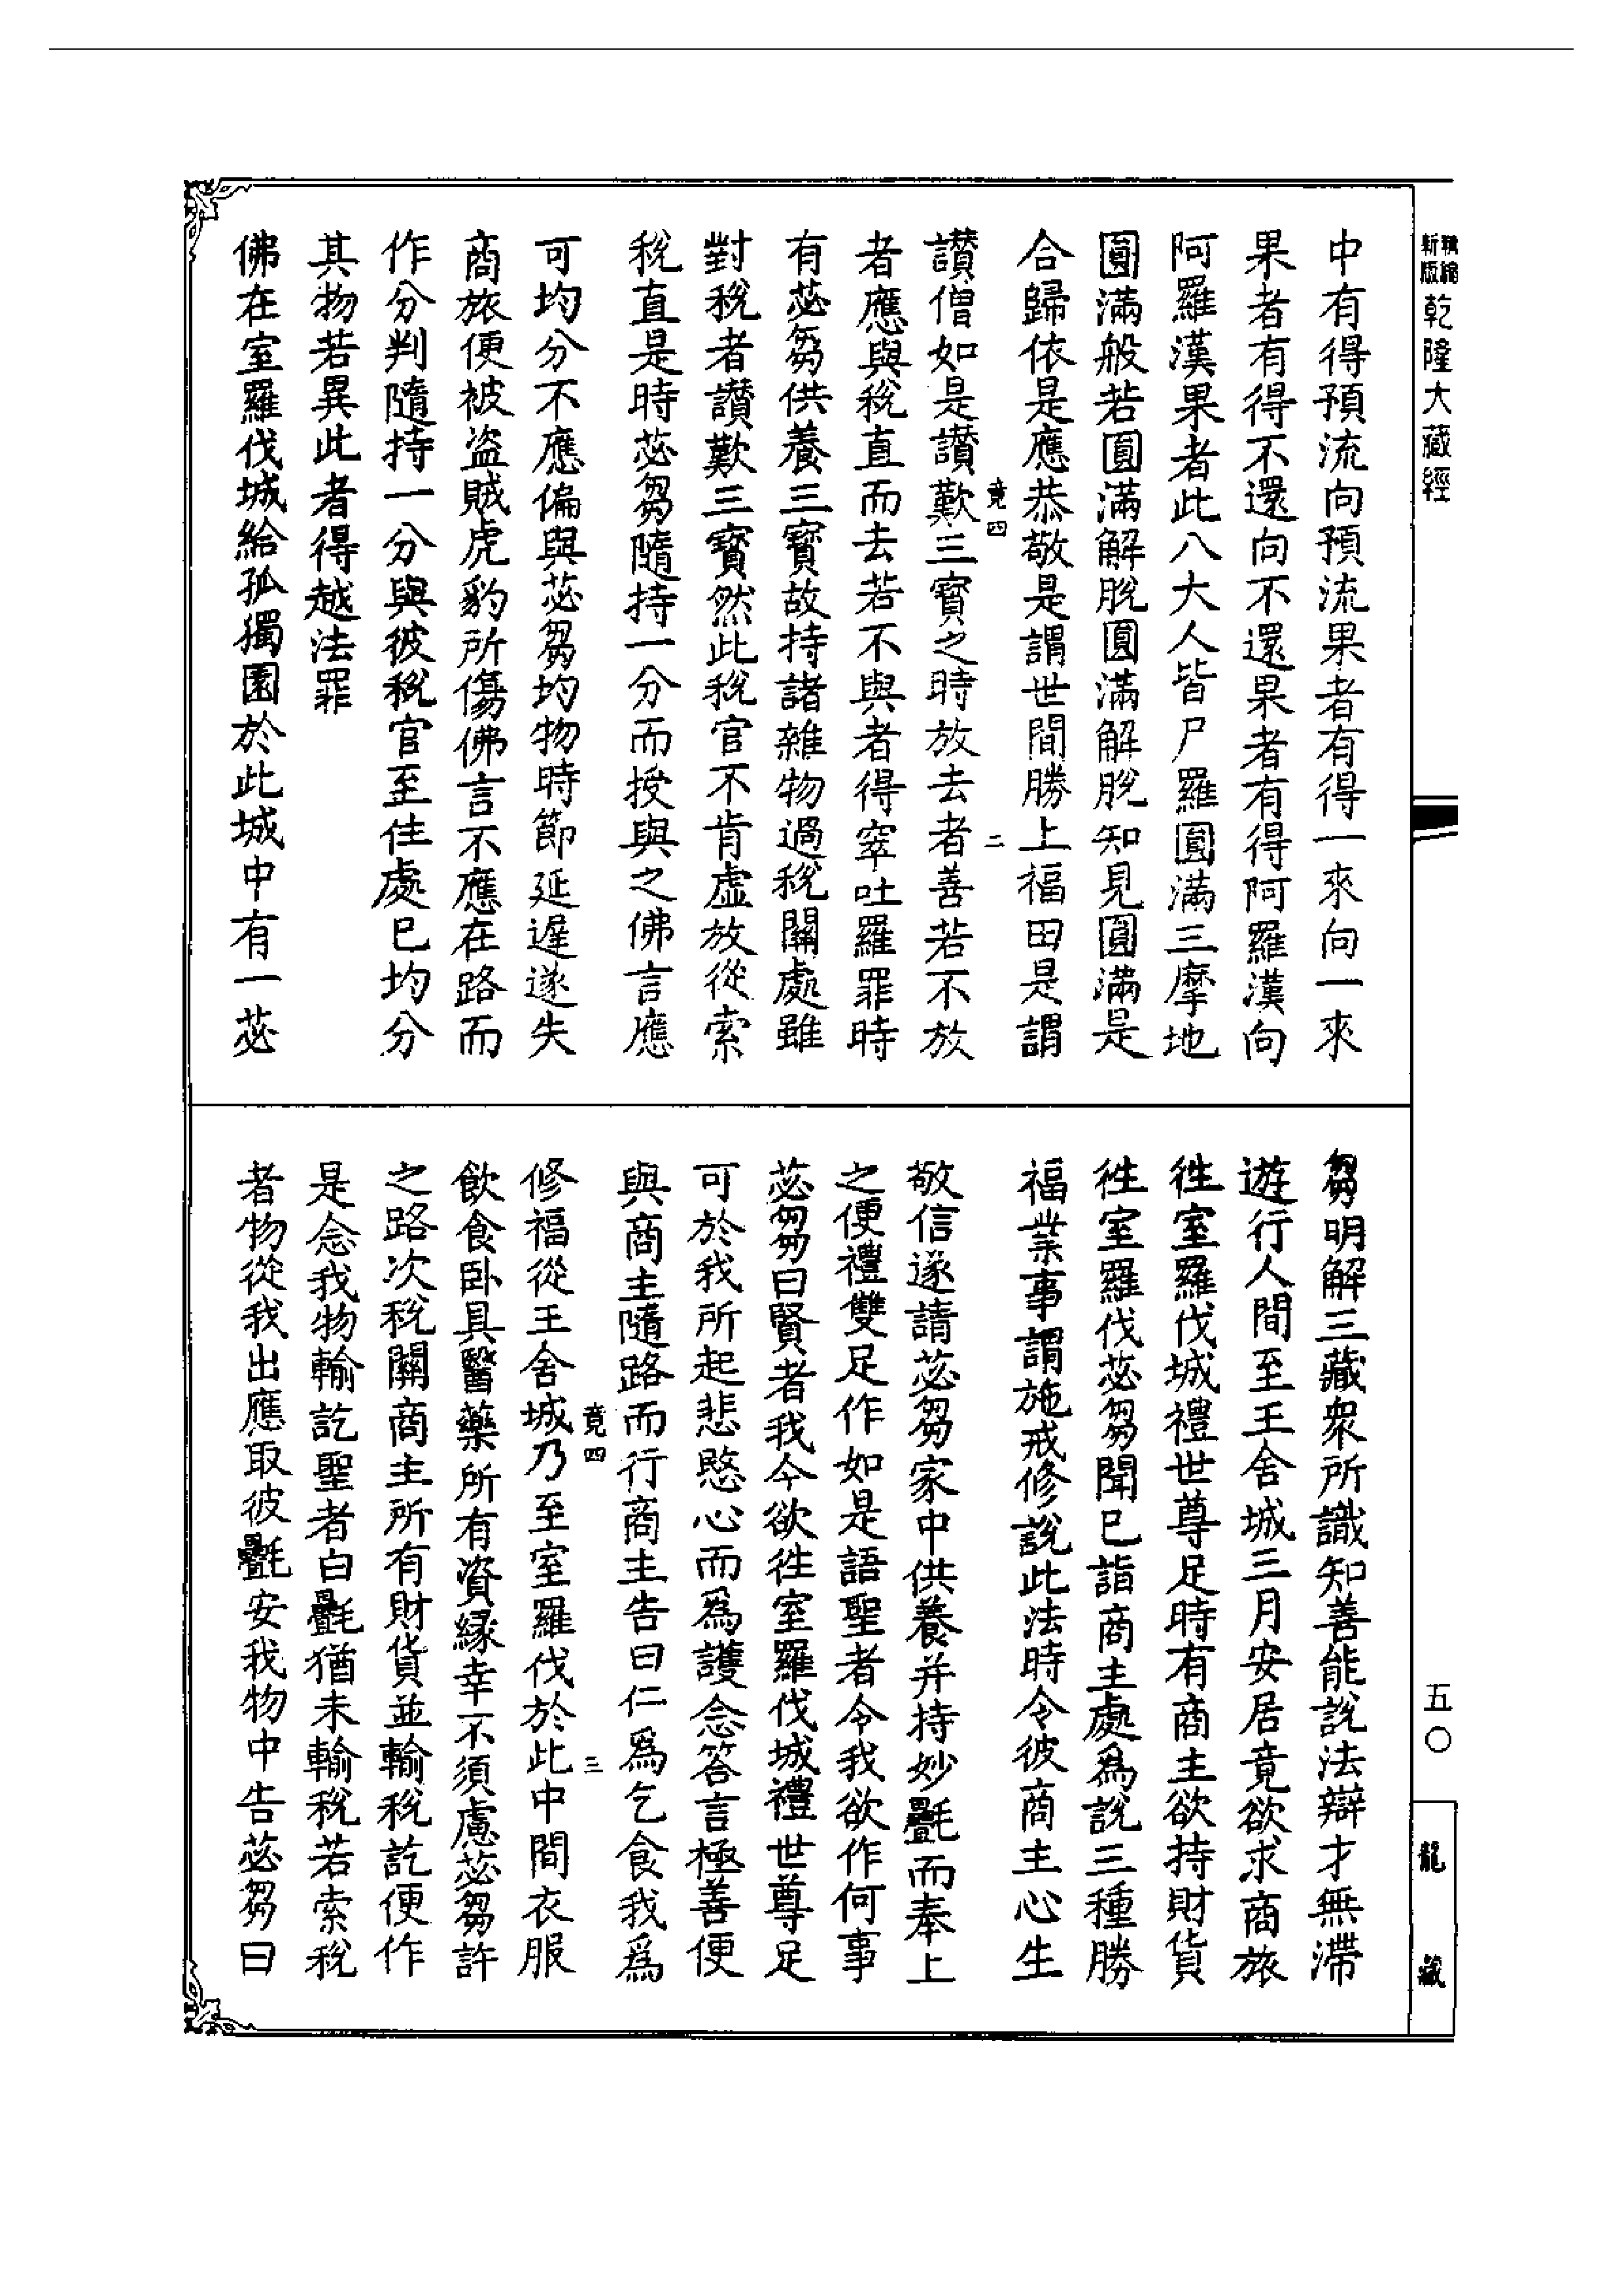 新版
乾隆大藏經
五〇
龍藏
中有得預流向預流果者有得一來向一來
果者有得不還向不還果者有得阿羅漢向
阿羅漢果者此八大人皆尸羅圓滿三摩地
圓滿般若圓滿解脫圓滿解脫知見圓滿是
合歸依是應恭敬是謂世間勝上福田是謂
竟四
二
讚僧如是讚歎三寶之時放去者善若不放
者應與稅直而去若不與者得窣吐羅罪時
有苾芻供養三寶故持諸雜物過稅關處雖
對稅者讚歎三寶然此稅官不肯虛放從索
稅直是時苾芻隨持一分而授與之佛言應
可均分不應偏與苾芻均物時節延遲遂失
商旅便被盜賊虎豹所傷佛言不應在路而
作分判隨持一分與彼稅官至住處已均分
其物若異此者得越法罪
佛在室羅伐城給孤獨園於此城中有一苾
芻明解三藏衆所識知善能說法辯才無滯
遊行人間至王舍城三月安居竟欲求商旅
往室羅伐城禮世尊足時有商主欲持財貨
往室羅伐苾芻聞已詣商主處爲說三種勝
福業事謂施戒修說此法時令彼商主心生
敬信遂請苾芻家中供養并持妙㲲而奉上
之便禮雙足作如是語聖者令我欲作何事
苾芻曰賢者我今欲往室羅伐城禮世尊足
可於我所起悲愍心而爲護念答言極善便
與商主隨路而行商主告曰仁爲乞食我爲
竟四
三
修福從王舍城乃至室羅伐於此中間衣服
飲食卧具醫藥所有資緣幸不須慮苾芻許
之路次稅關商主所有財貨並輸稅訖便作
是念我物輸訖聖者白㲲猶未輸稅若索稅
者物從我出應取彼㲲安我物中告苾芻曰